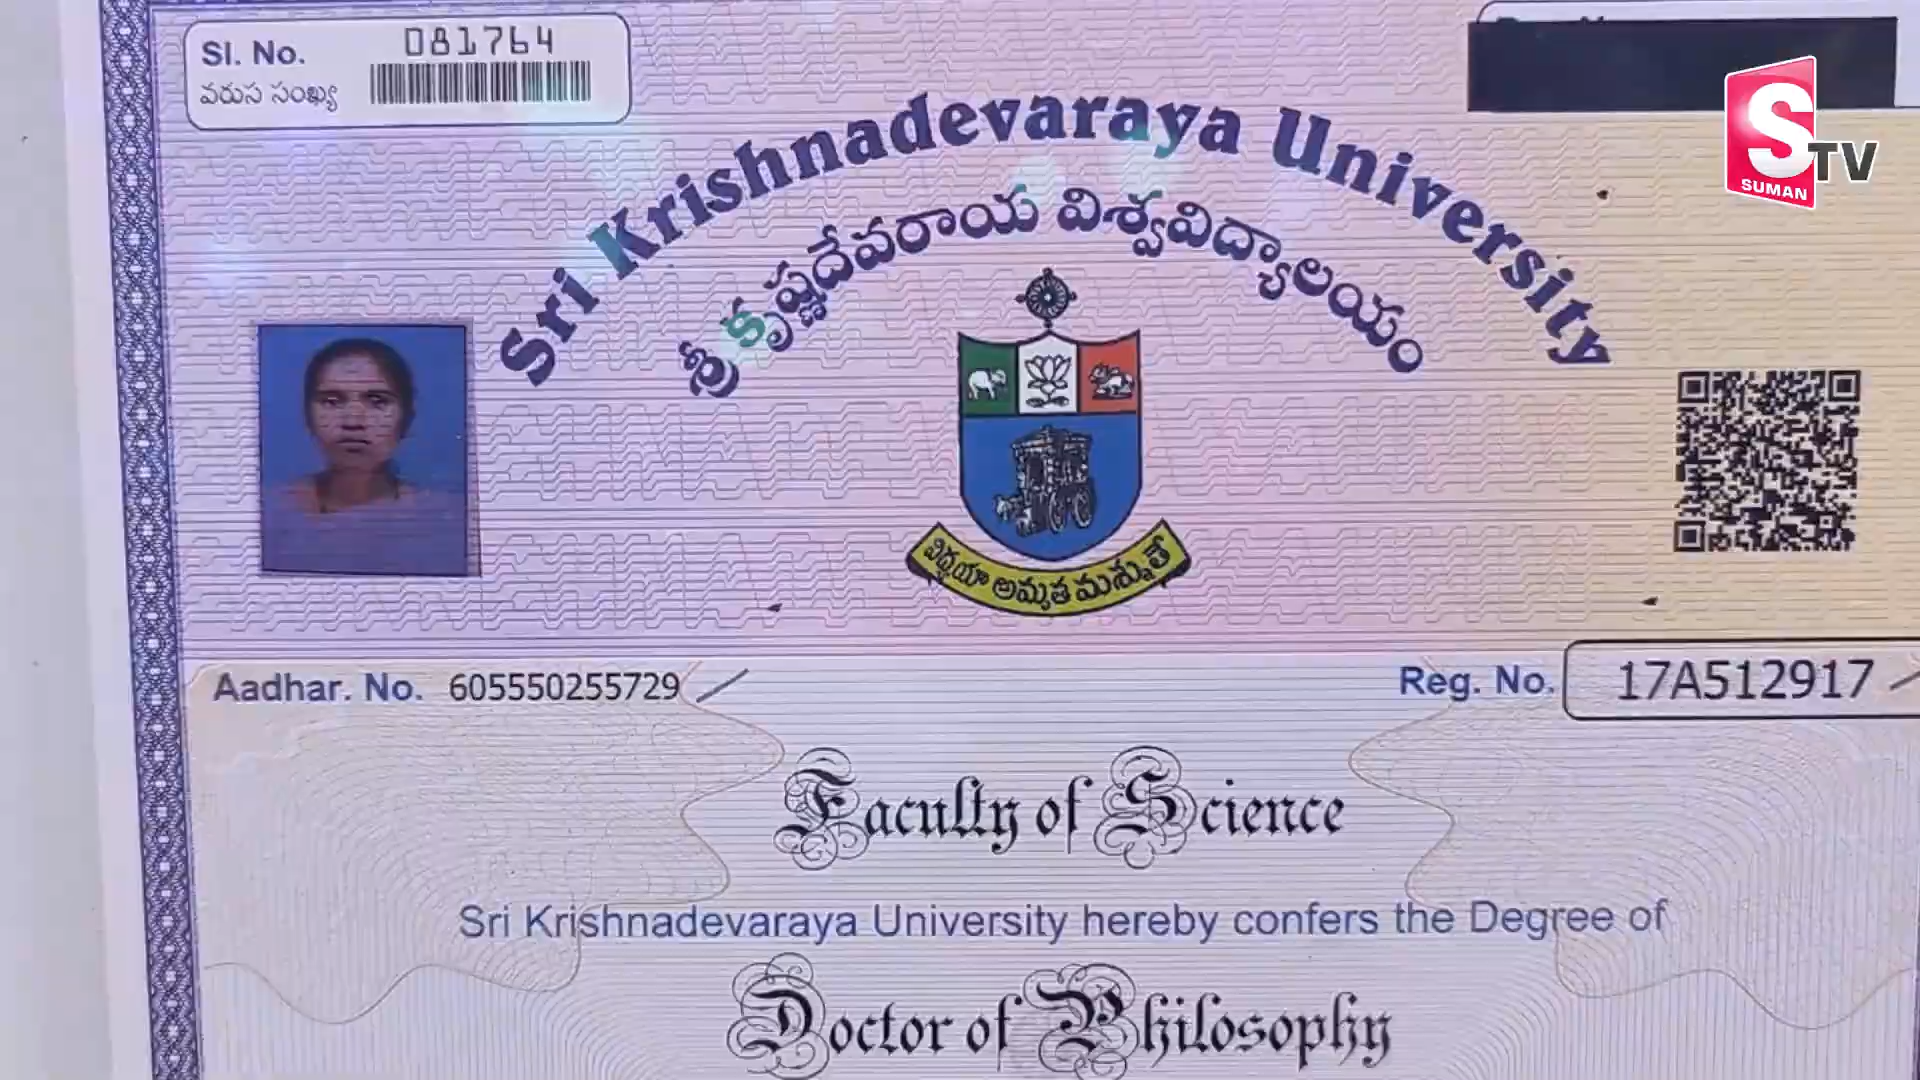 Sl. No.
081764
వరుస సంఖ్య
SUMAN
TV
Sri Krishnadevaraya University
శ్రీ కృష్ణదేవరాయ విశ్వవిద్యాలయం
విద్యయా అమృత మశ్నుతే
Aadhar. No. 605550255729
Reg. No. 17A512917
Faculty of Science
Sri Krishnadevaraya University hereby confers the Degree of
Doctor of Philosophy